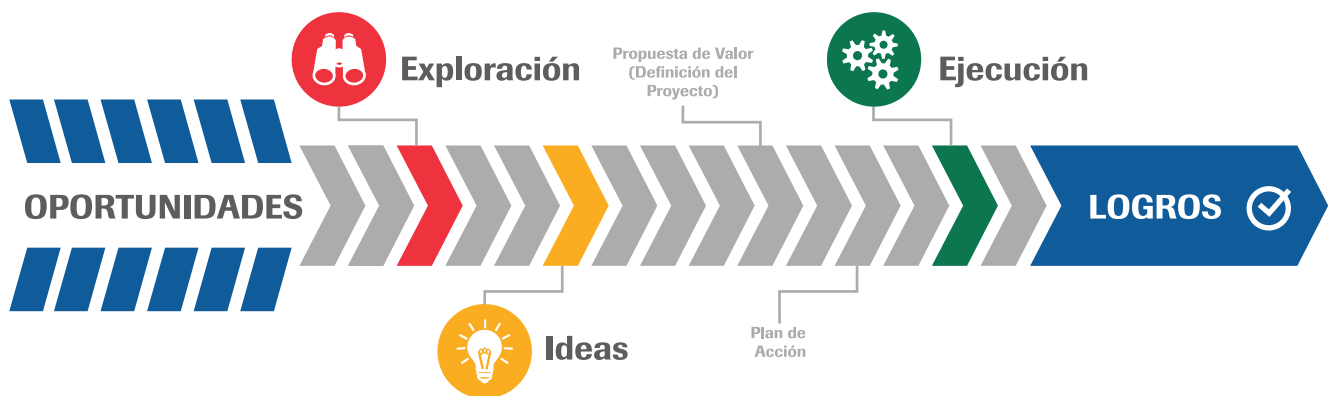 Exploración
Propuesta de Valor
(Definición del
Proyecto)
Ejecución
OPORTUNIDADES
LOGROS
Ideas
Plan de
Acción